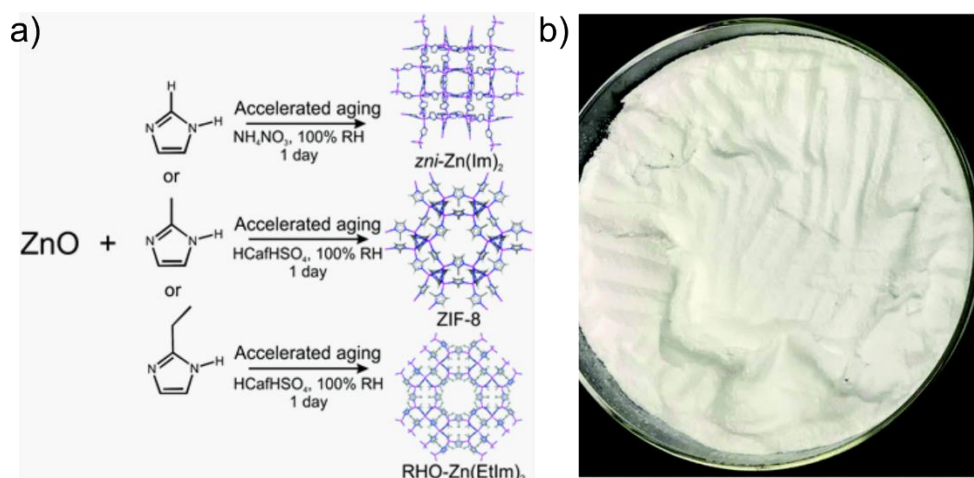 a)
b)
H
N
N
H
Accelerated aging
NH₄NO₃, 100% RH
1 day
zni-Zn(Im)₂
or
ZnO +
N
N
H
Accelerated aging
HCafHSO₄, 100% RH
1 day
ZIF-8
or
N
N
H
Accelerated aging
HCafHSO₄, 100% RH
1 day
RHO-Zn(EtIm)₂